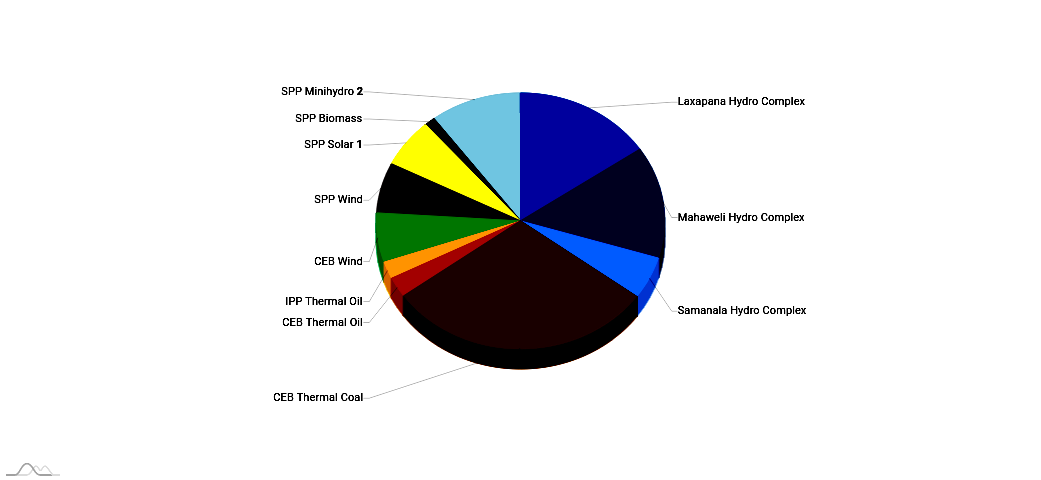 SPP Minihydro 2
Laxapana Hydro Complex
SPP Biomass
SPP Solar 1
SPP Wind
Mahaweli Hydro Complex
CEB Wind
IPP Thermal Oil
Samanala Hydro Complex
CEB Thermal Oil
CEB Thermal Coal